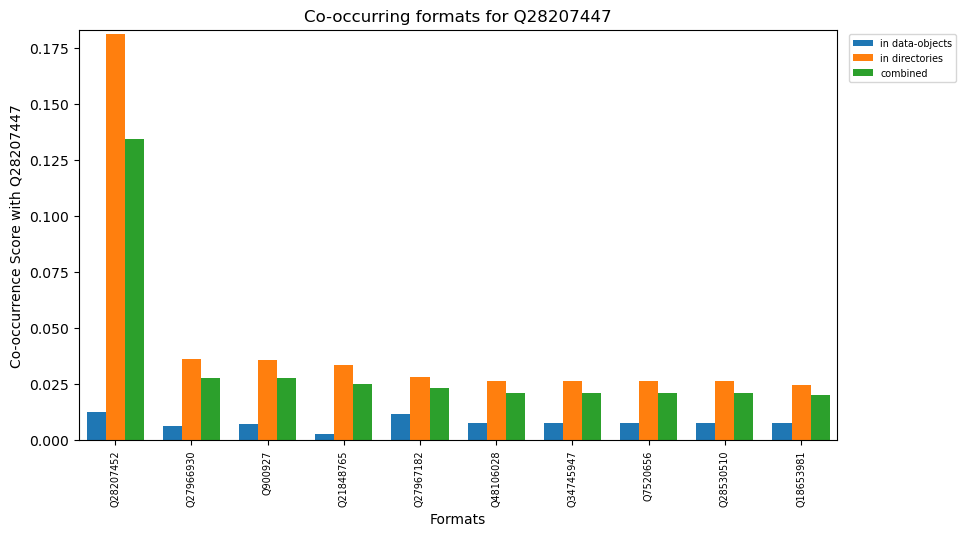 Co-occurring formats for Q28207447
in data-objects
in directories
combined
Co-occurrence Score with Q28207447
0.175
0.150
0.125
0.100
0.075
0.050
0.025
0.000
Q28207452
Q27966930
Q900927
Q21848765
Q27967182
Q48106028
Q34745947
Q7520656
Q28530510
Q18653981
Formats